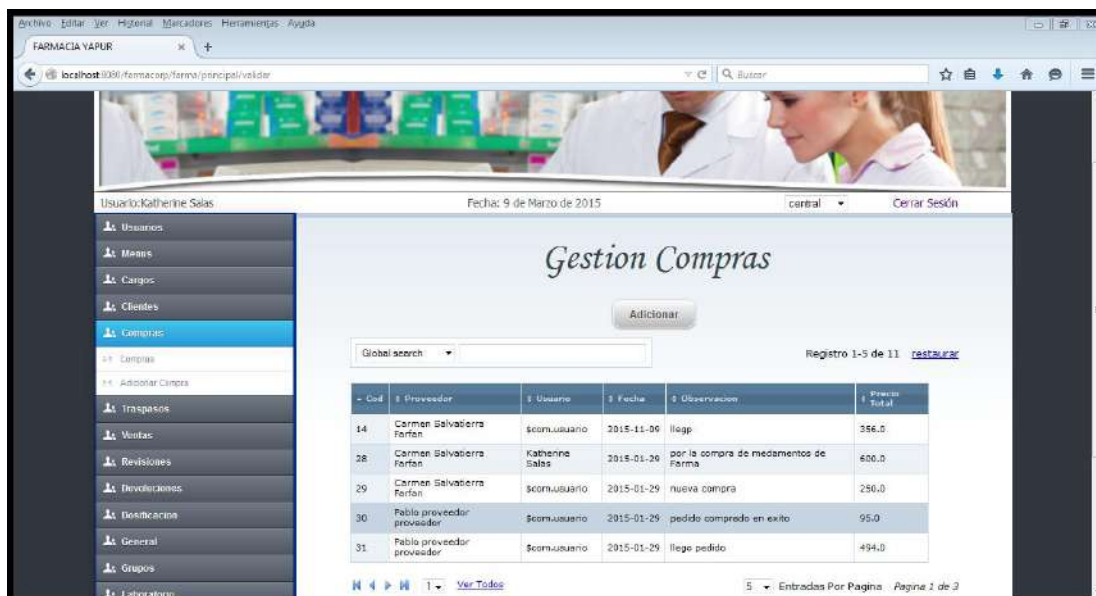 Archivo Editar Ver Historial Marcadores Herramientas Ayuda
FARMACIA YAPUR × +
localhost:8080/farmacorp/farma/principal/validar Buscar
Usuario:Katherine Salas Fecha: 9 de Marzo de 2015 central Cerrar Sesión
Usuarios
Menus
Cargos
Clientes
Compras
Compras
Adicionar Compra
Traspasos
Ventas
Revisiones
Devoluciones
Dosificacion
General
Grupos
Laboratorio
Gestion Compras
Adicionar
Global search Registro 1-5 de 11 restaurar
Cod Proveedor Usuario Fecha Observacion Precio Total
14 Carmen Salvatierra Farfan $com.usuario 2015-11-09 llegp 356.0
28 Carmen Salvatierra Farfan Katherine Salas 2015-01-29 por la compra de medamentos de Farma 600.0
29 Carmen Salvatierra Farfan $com.usuario 2015-01-29 nueva compra 250.0
30 Pablo proveedor proveedor $com.usuario 2015-01-29 pedido comprado en exito 95.0
31 Pablo proveedor proveedor $com.usuario 2015-01-29 llego pedido 494.0
1 Ver Todos 5 Entradas Por Pagina Pagina 1 de 3